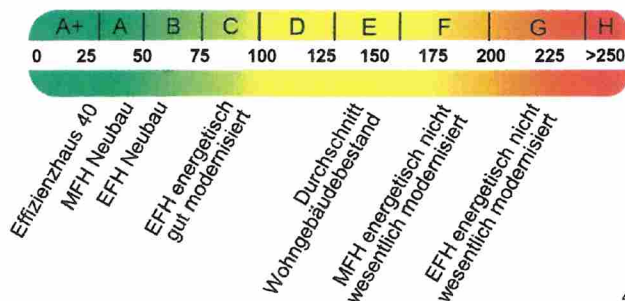 A+ A B C D E F G H
0 25 50 75 100 125 150 175 200 225 >250
Effizienzhaus 40
MFH Neubau
EFH Neubau
EFH energetisch
gut modernisiert
Durchschnitt
Wohngebäudebestand
MFH energetisch nicht
wesentlich modernisiert
EFH energetisch nicht
wesentlich modernisiert